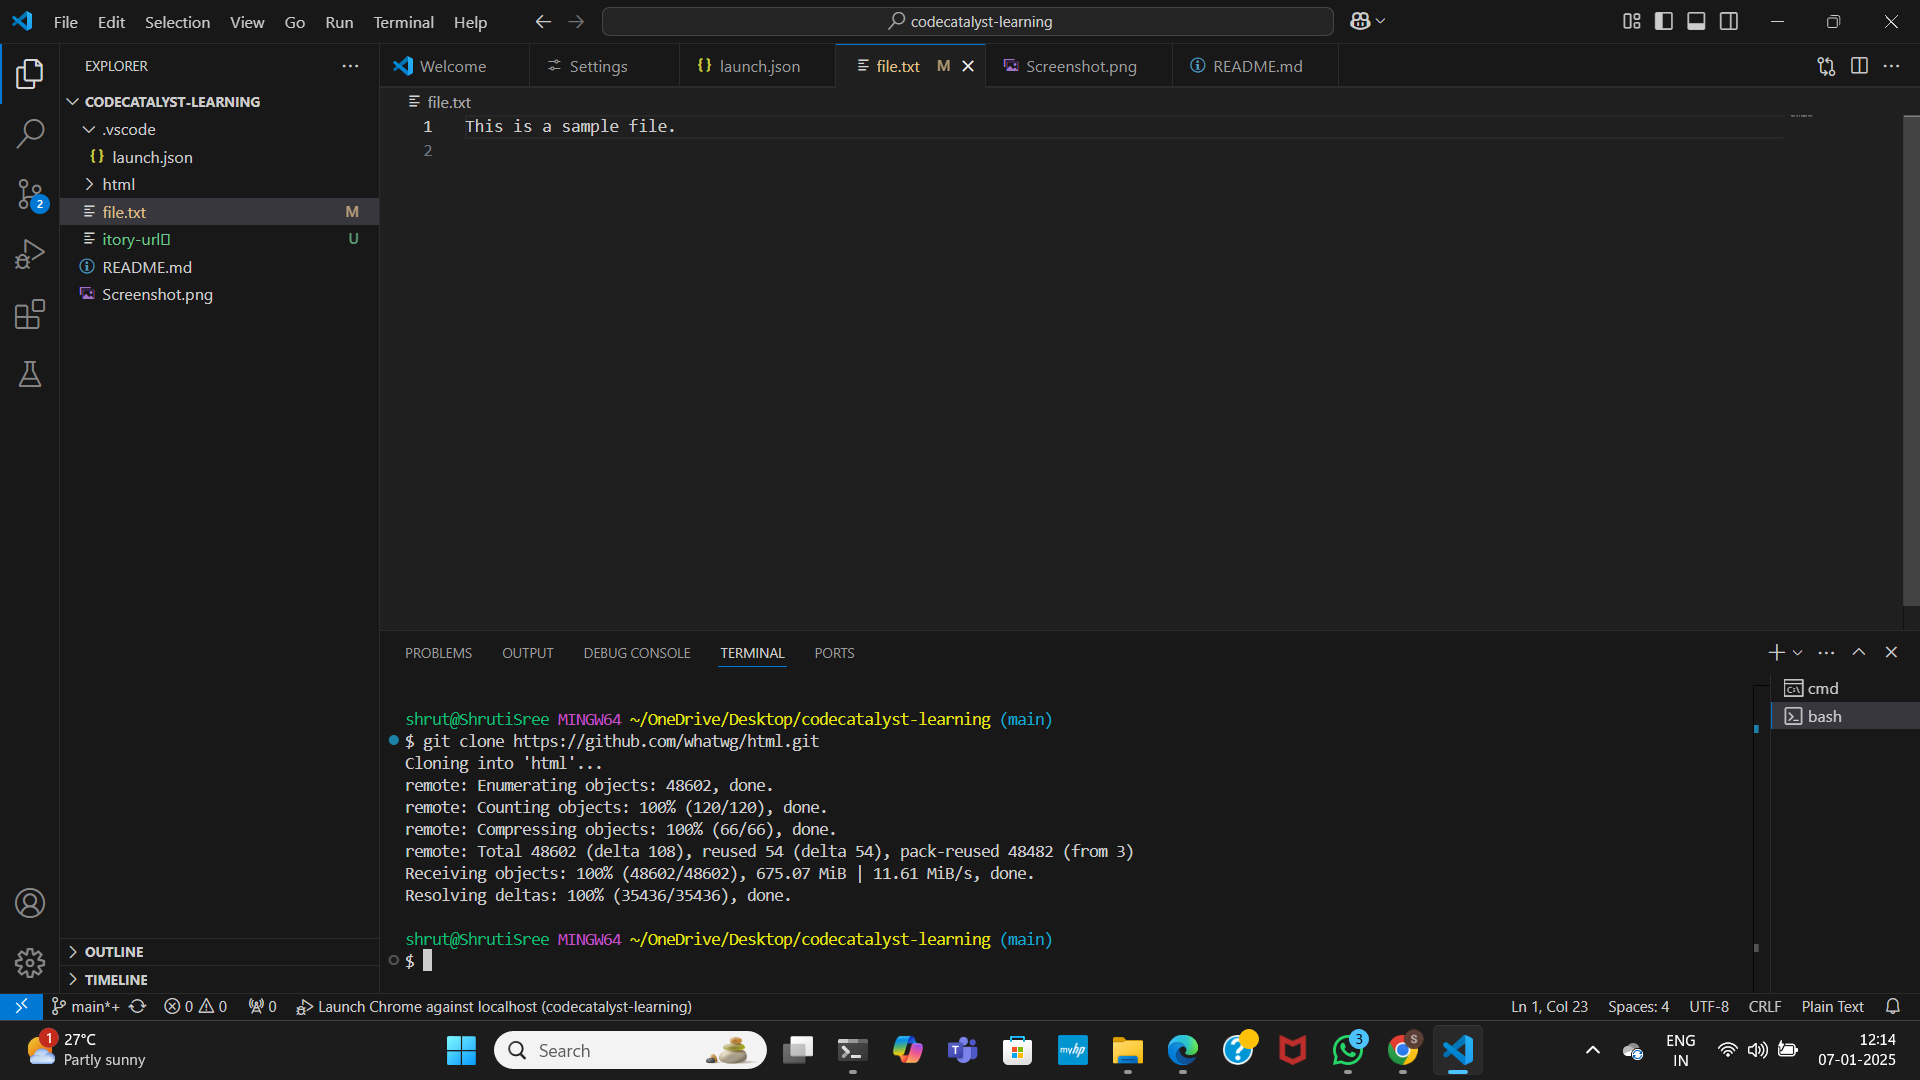 File Edit Selection View Go Run Terminal Help
codecatalyst-learning
EXPLORER
CODECATALYST-LEARNING
.vscode
{} launch.json
html
file.txt M
itory-url U
README.md
Screenshot.png
OUTLINE
TIMELINE
2
Welcome
Settings
{} launch.json
file.txt M
Screenshot.png
README.md
file.txt
1 This is a sample file.
2
PROBLEMS OUTPUT DEBUG CONSOLE TERMINAL PORTS
cmd
bash
shrut@ShrutiSree MINGW64 ~/OneDrive/Desktop/codecatalyst-learning (main)
$ git clone https://github.com/whatwg/html.git
Cloning into 'html'...
remote: Enumerating objects: 48602, done.
remote: Counting objects: 100% (120/120), done.
remote: Compressing objects: 100% (66/66), done.
remote: Total 48602 (delta 108), reused 54 (delta 54), pack-reused 48482 (from 3)
Receiving objects: 100% (48602/48602), 675.07 MiB | 11.61 MiB/s, done.
Resolving deltas: 100% (35436/35436), done.
shrut@ShrutiSree MINGW64 ~/OneDrive/Desktop/codecatalyst-learning (main)
$
main*+ 0 0 0 Launch Chrome against localhost (codecatalyst-learning)
Ln 1, Col 23 Spaces: 4 UTF-8 CRLF Plain Text
1
27°C
Partly sunny
Search
myhp
3
S
ENG
IN
12:14
07-01-2025